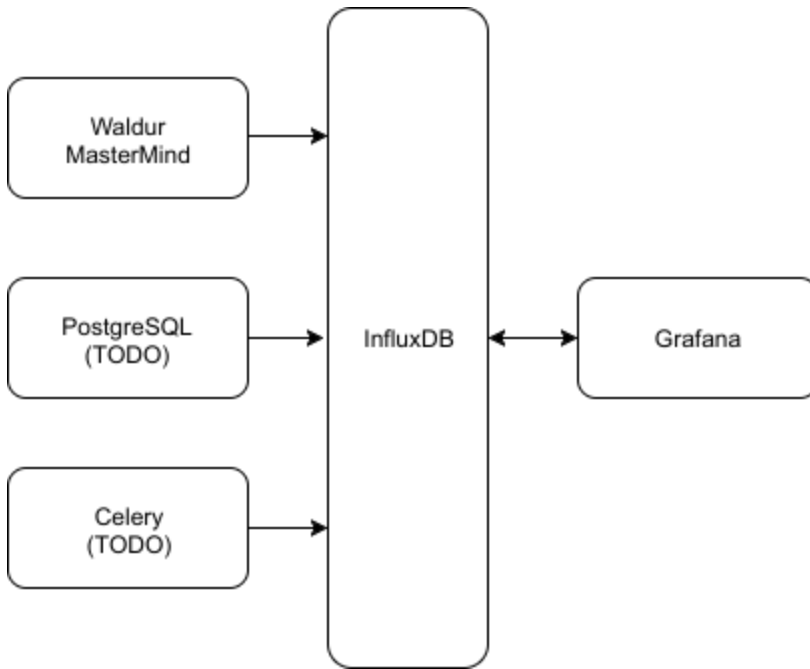 Waldur
MasterMind
PostgreSQL
(TODO)
InfluxDB
Grafana
Celery
(TODO)